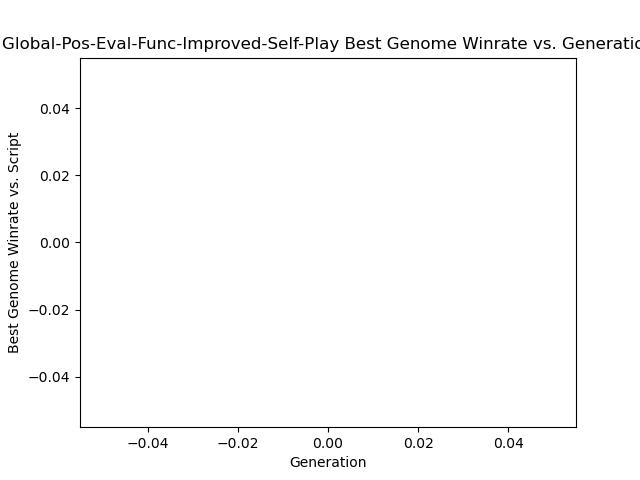 Global-Pos-Eval-Func-Improved-Self-Play Best Genome Winrate vs. Generatio
Best Genome Winrate vs. Script
0.04
0.02
0.00
−0.02
−0.04
−0.04 −0.02 0.00 0.02 0.04
Generation